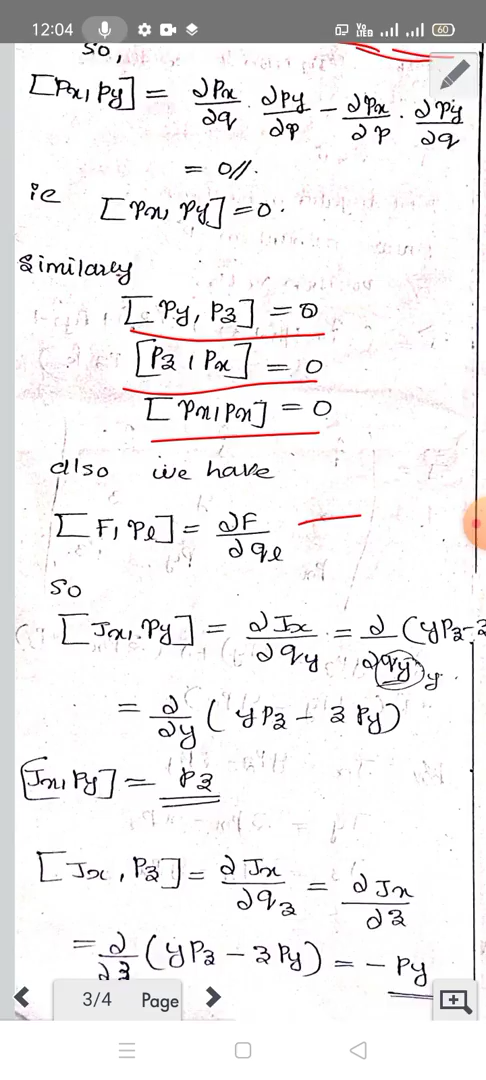 12:04
60
so,
[Px, Py] = ∂Px/∂q · ∂Py/∂p − ∂Px/∂p · ∂Py/∂q
= 0//.
ie [Px, Py] = 0.
Similarly
[Py, Pz] = 0
[Pz, Px] = 0
[Px, Px] = 0
also we have
[F, Pl] = ∂F/∂ql
so
[Jx, Py] = ∂Jx/∂qy = ∂/∂qy (yPz − z
y
= ∂/∂y (yPz − zPy)
[Jx, Py] = Pz
[Jx, Pz] = ∂Jx/∂qz = ∂Jx/∂z
= ∂/∂z (yPz − zPy) = − Py
3/4 Page